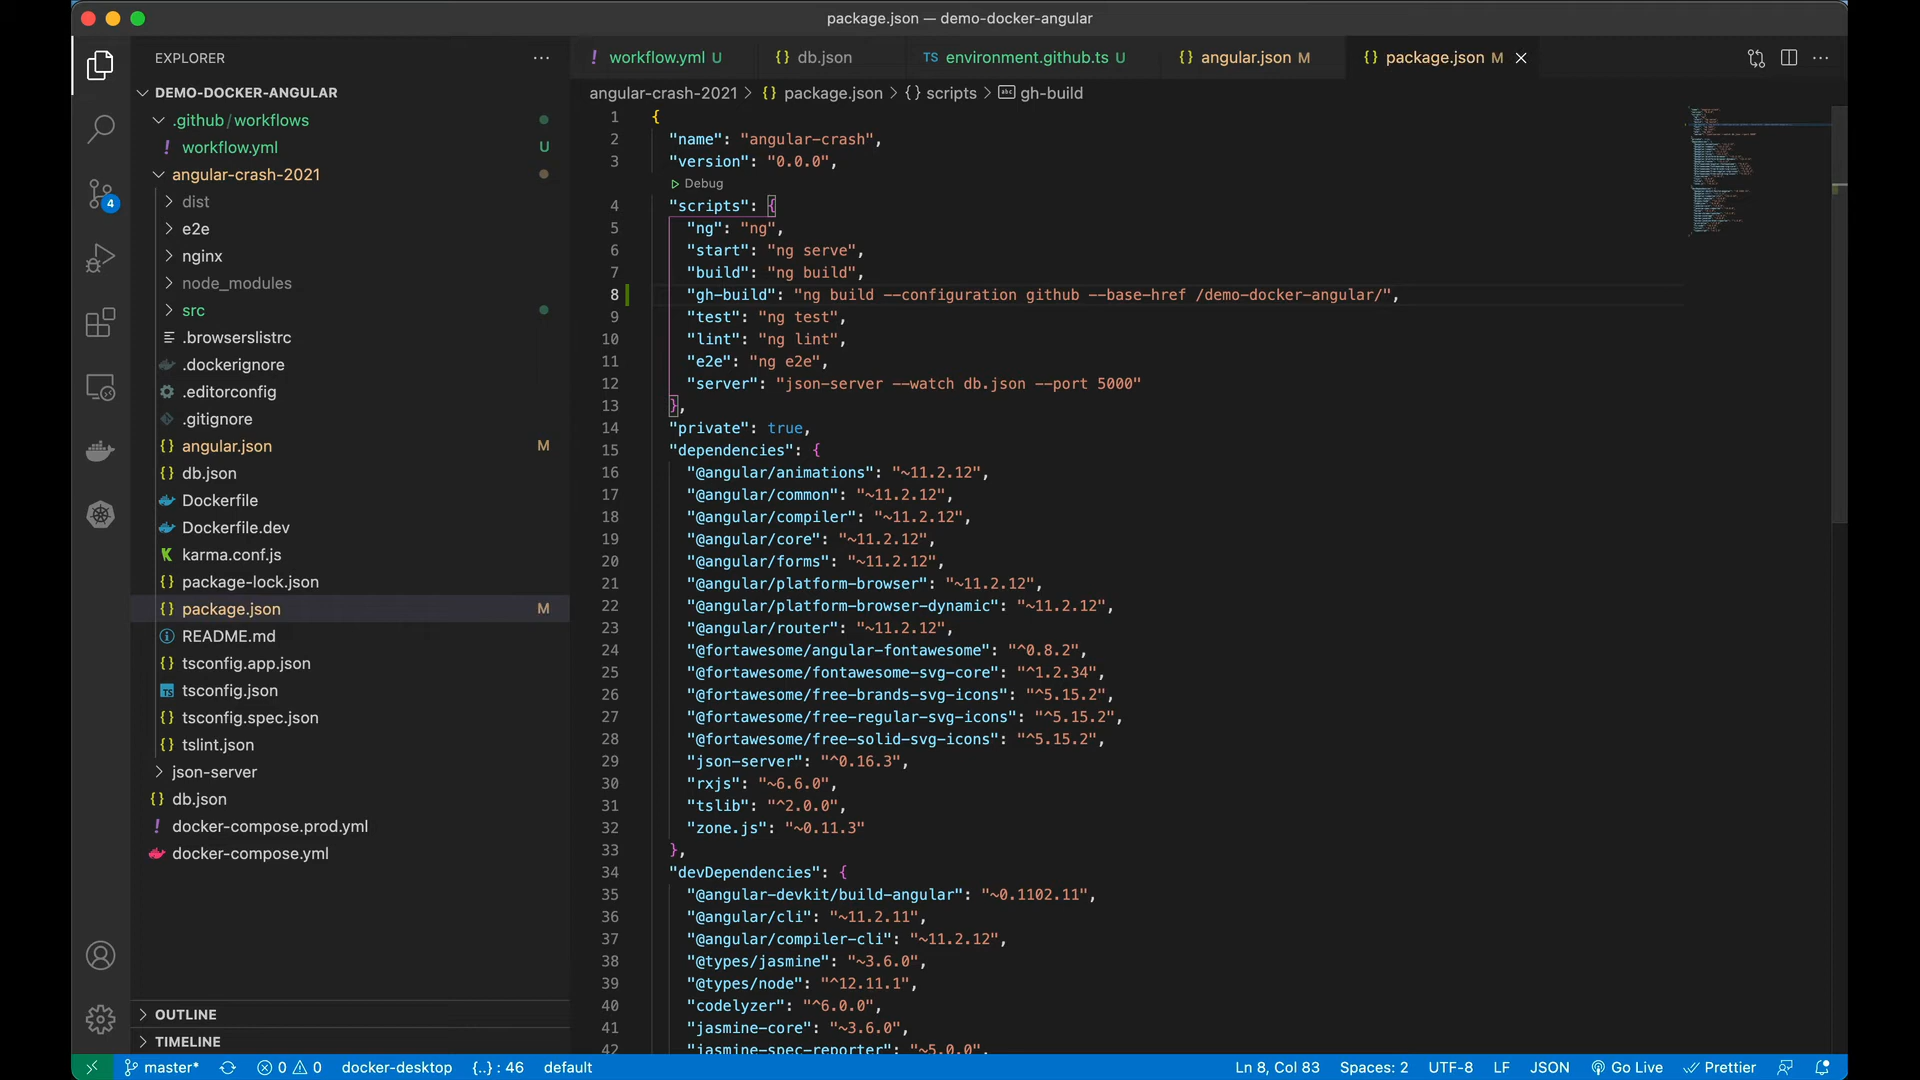 package.json — demo-docker-angular
EXPLORER
DEMO-DOCKER-ANGULAR
.github/workflows
workflow.yml U
angular-crash-2021
dist
e2e
nginx
node_modules
src
.browserslistrc
.dockerignore
.editorconfig
.gitignore
angular.json M
db.json
Dockerfile
Dockerfile.dev
karma.conf.js
package-lock.json
package.json M
README.md
tsconfig.app.json
tsconfig.json
tsconfig.spec.json
tslint.json
json-server
db.json
docker-compose.prod.yml
docker-compose.yml
OUTLINE
TIMELINE
4
workflow.yml U db.json TS environment.github.ts U angular.json M package.json M
angular-crash-2021 > {} package.json > {} scripts > abc gh-build
1 {
2 "name": "angular-crash",
3 "version": "0.0.0",
Debug
4 "scripts": {
5 "ng": "ng",
6 "start": "ng serve",
7 "build": "ng build",
8 "gh-build": "ng build --configuration github --base-href /demo-docker-angular/",
9 "test": "ng test",
10 "lint": "ng lint",
11 "e2e": "ng e2e",
12 "server": "json-server --watch db.json --port 5000"
13 },
14 "private": true,
15 "dependencies": {
16 "@angular/animations": "~11.2.12",
17 "@angular/common": "~11.2.12",
18 "@angular/compiler": "~11.2.12",
19 "@angular/core": "~11.2.12",
20 "@angular/forms": "~11.2.12",
21 "@angular/platform-browser": "~11.2.12",
22 "@angular/platform-browser-dynamic": "~11.2.12",
23 "@angular/router": "~11.2.12",
24 "@fortawesome/angular-fontawesome": "^0.8.2",
25 "@fortawesome/fontawesome-svg-core": "^1.2.34",
26 "@fortawesome/free-brands-svg-icons": "^5.15.2",
27 "@fortawesome/free-regular-svg-icons": "^5.15.2",
28 "@fortawesome/free-solid-svg-icons": "^5.15.2",
29 "json-server": "^0.16.3",
30 "rxjs": "~6.6.0",
31 "tslib": "^2.0.0",
32 "zone.js": "~0.11.3"
33 },
34 "devDependencies": {
35 "@angular-devkit/build-angular": "~0.1102.11",
36 "@angular/cli": "~11.2.11",
37 "@angular/compiler-cli": "~11.2.12",
38 "@types/jasmine": "~3.6.0",
39 "@types/node": "^12.11.1",
40 "codelyzer": "^6.0.0",
41 "jasmine-core": "~3.6.0",
42 "jasmine-spec-reporter": "~5.0.0",
master* 0 0 docker-desktop {..} : 46 default Ln 8, Col 83 Spaces: 2 UTF-8 LF JSON Go Live Prettier